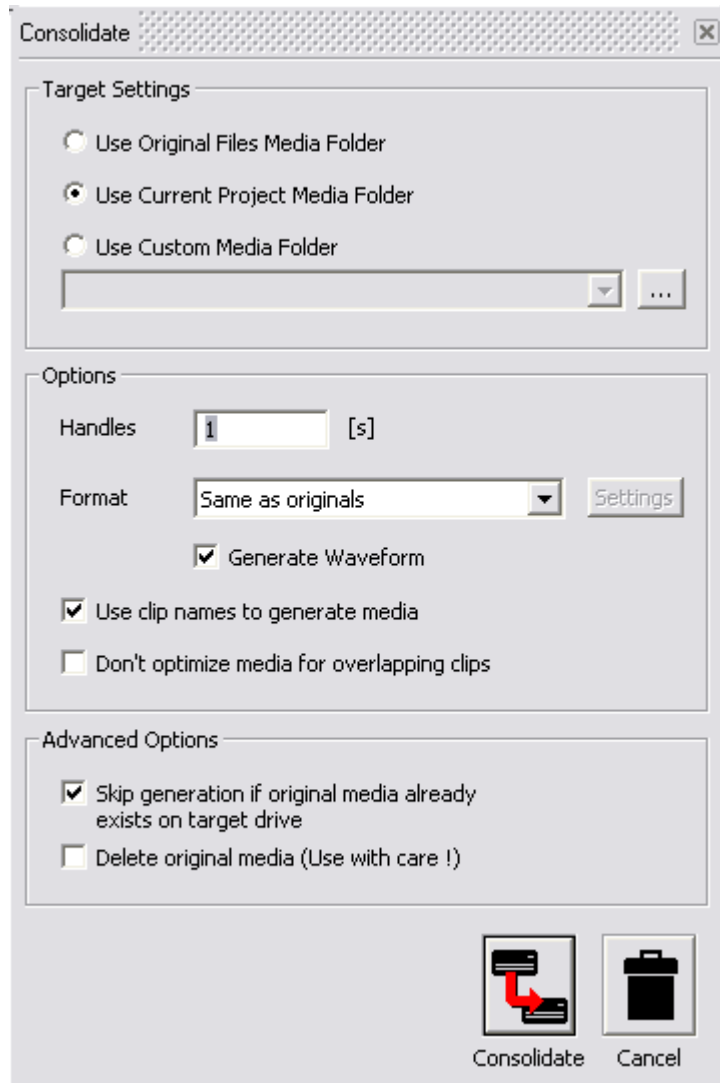 Consolidate
Target Settings
Use Original Files Media Folder
Use Current Project Media Folder
Use Custom Media Folder
...
Options
Handles 1 [s]
Format Same as originals Settings
Generate Waveform
Use clip names to generate media
Don't optimize media for overlapping clips
Advanced Options
Skip generation if original media already
exists on target drive
Delete original media (Use with care !)
Consolidate Cancel